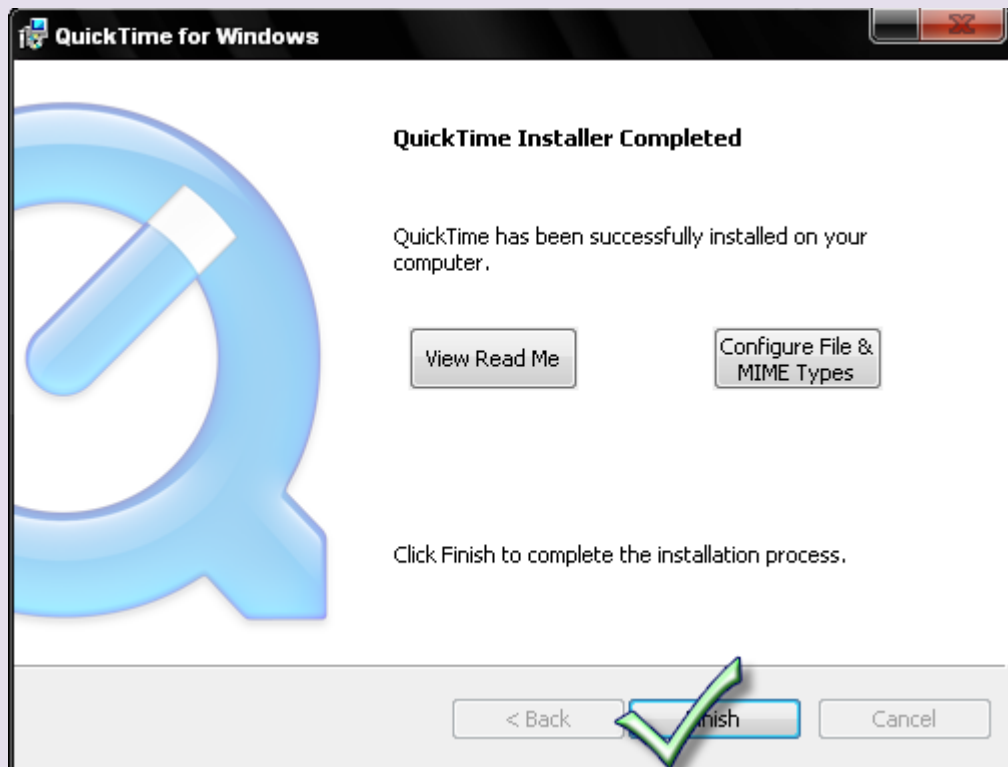 QuickTime for Windows
QuickTime Installer Completed
QuickTime has been successfully installed on your
computer.
View Read Me
Configure File &
MIME Types
Click Finish to complete the installation process.
< Back
Finish
Cancel